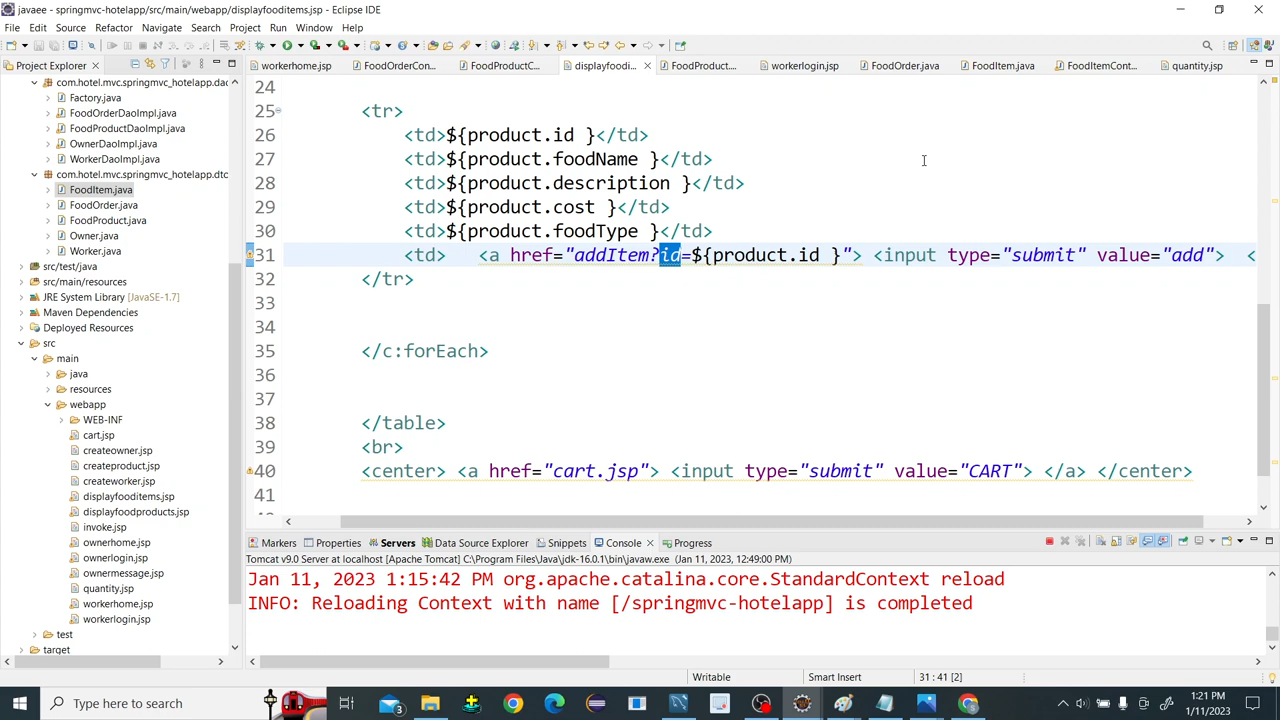 javaee - springmvc-hotelapp/src/main/webapp/displayfooditems.jsp - Eclipse IDE
File Edit Source Refactor Navigate Search Project Run Window Help
Project Explorer
workerhome.jsp FoodOrderCon... FoodProductC... displayfoodi... FoodProduct.... workerlogin.jsp FoodOrder.java FoodItem.java FoodItemCont... quantity.jsp
com.hotel.mvc.springmvc_hotelapp.dao
Factory.java
FoodOrderDaoImpl.java
FoodProductDaoImpl.java
OwnerDaoImpl.java
WorkerDaoImpl.java
com.hotel.mvc.springmvc_hotelapp.dto
FoodItem.java
FoodOrder.java
FoodProduct.java
Owner.java
Worker.java
src/test/java
src/main/resources
JRE System Library [JavaSE-1.7]
Maven Dependencies
Deployed Resources
src
main
java
resources
webapp
WEB-INF
cart.jsp
createowner.jsp
createproduct.jsp
createworker.jsp
displayfooditems.jsp
displayfoodproducts.jsp
invoke.jsp
ownerhome.jsp
ownerlogin.jsp
ownermessage.jsp
quantity.jsp
workerhome.jsp
workerlogin.jsp
test
target
24
25 <tr>
26 <td>${product.id }</td>
27 <td>${product.foodName }</td>
28 <td>${product.description }</td>
29 <td>${product.cost }</td>
30 <td>${product.foodType }</td>
31 <td> <a href="addItem?id=${product.id }"> <input type="submit" value="add"> <
32 </tr>
33
34
35 </c:forEach>
36
37
38 </table>
39 <br>
40 <center> <a href="cart.jsp"> <input type="submit" value="CART"> </a> </center>
41
Markers Properties Servers Data Source Explorer Snippets Console Progress
Tomcat v9.0 Server at localhost [Apache Tomcat] C:\Program Files\Java\jdk-16.0.1\bin\javaw.exe (Jan 11, 2023, 12:49:00 PM)
Jan 11, 2023 1:15:42 PM org.apache.catalina.core.StandardContext reload
INFO: Reloading Context with name [/springmvc-hotelapp] is completed
Writable Smart Insert 31 : 41 [2]
Type here to search
3
1:21 PM
1/11/2023